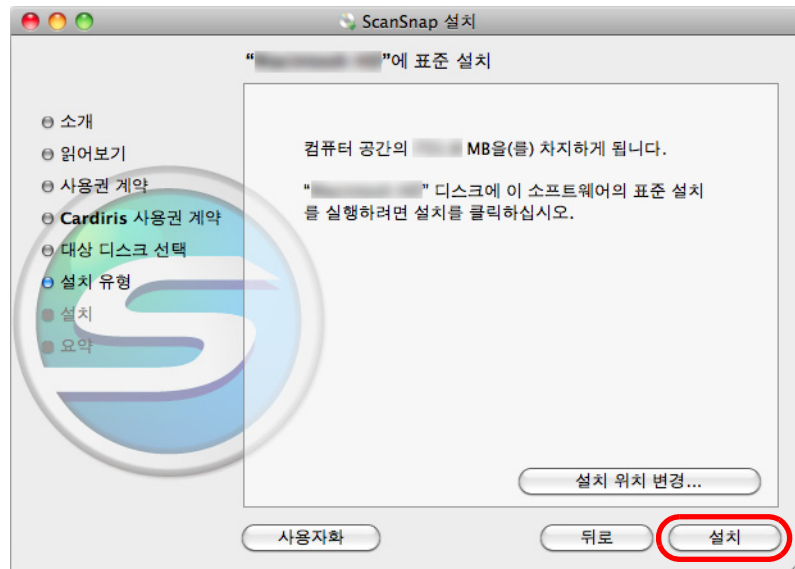 ScanSnap 설치
“ ”에 표준 설치
소개
읽어보기
사용권 계약
Cardiris 사용권 계약
대상 디스크 선택
설치 유형
설치
요약
컴퓨터 공간의 MB을(를) 차지하게 됩니다.
“ ” 디스크에 이 소프트웨어의 표준 설치
를 실행하려면 설치를 클릭하십시오.
설치 위치 변경...
사용자화
뒤로
설치